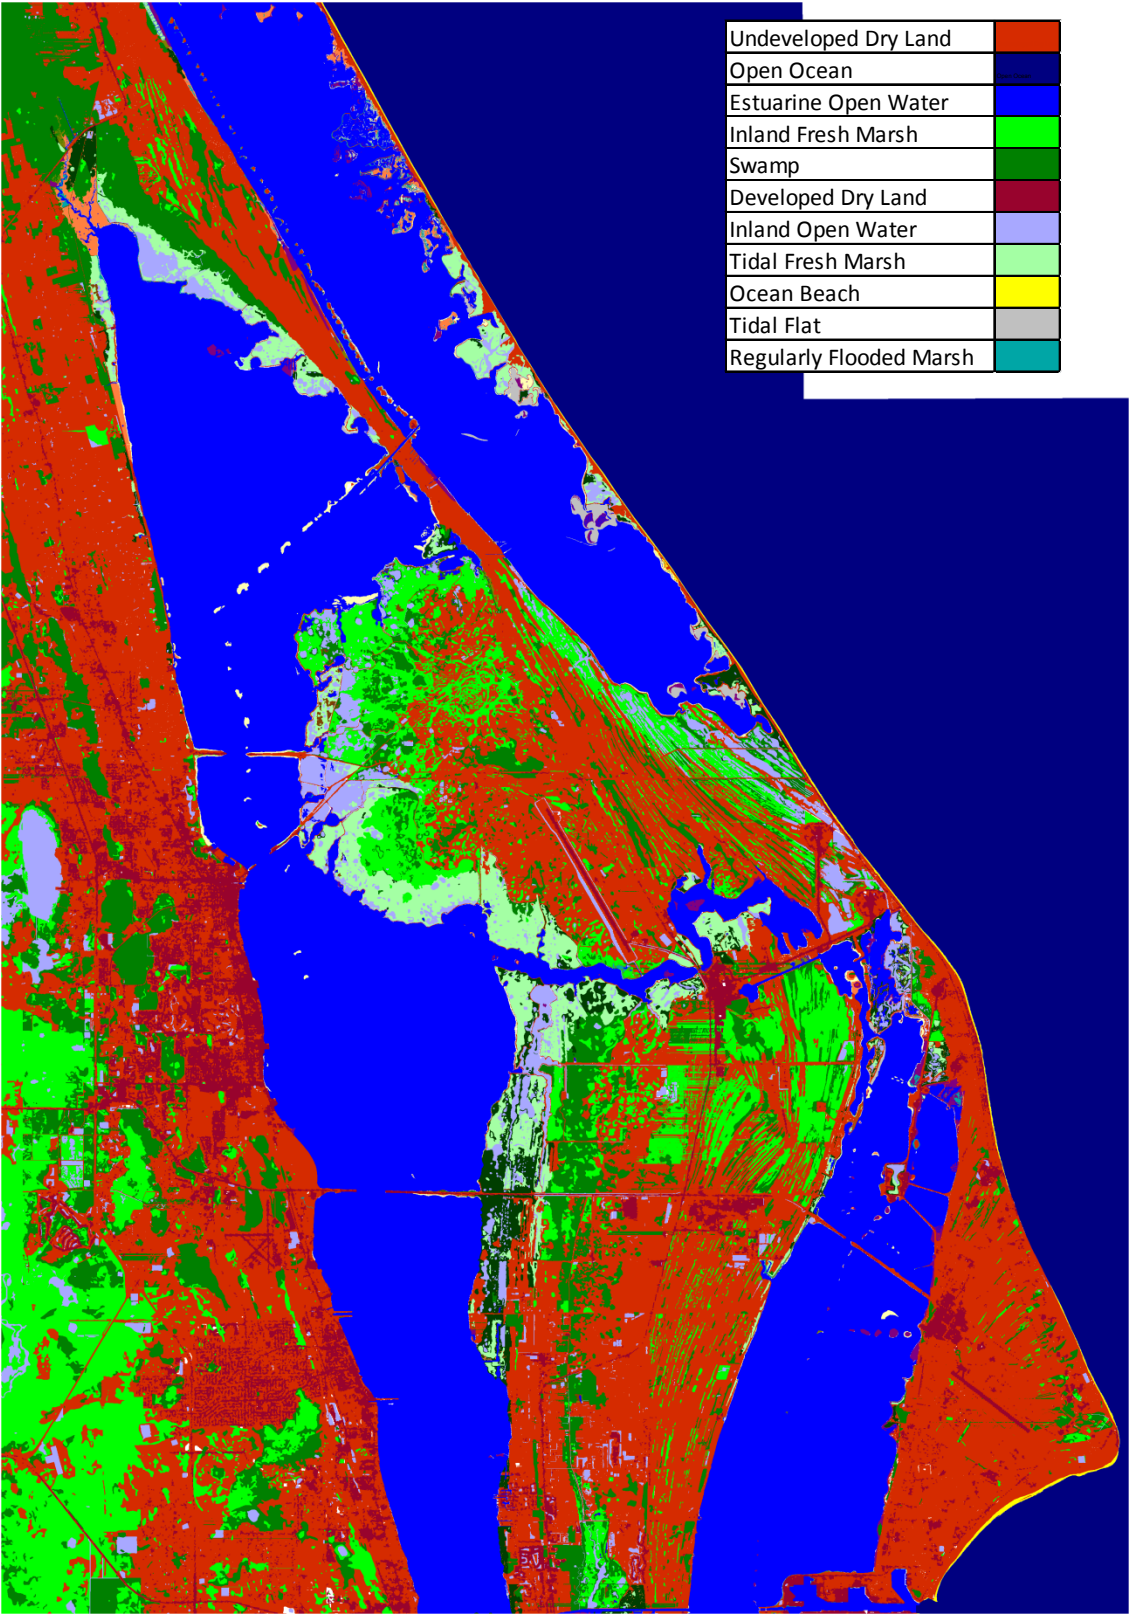 Undeveloped Dry Land
Open Ocean
Estuarine Open Water
Inland Fresh Marsh
Swamp
Developed Dry Land
Inland Open Water
Tidal Fresh Marsh
Ocean Beach
Tidal Flat
Regularly Flooded Marsh